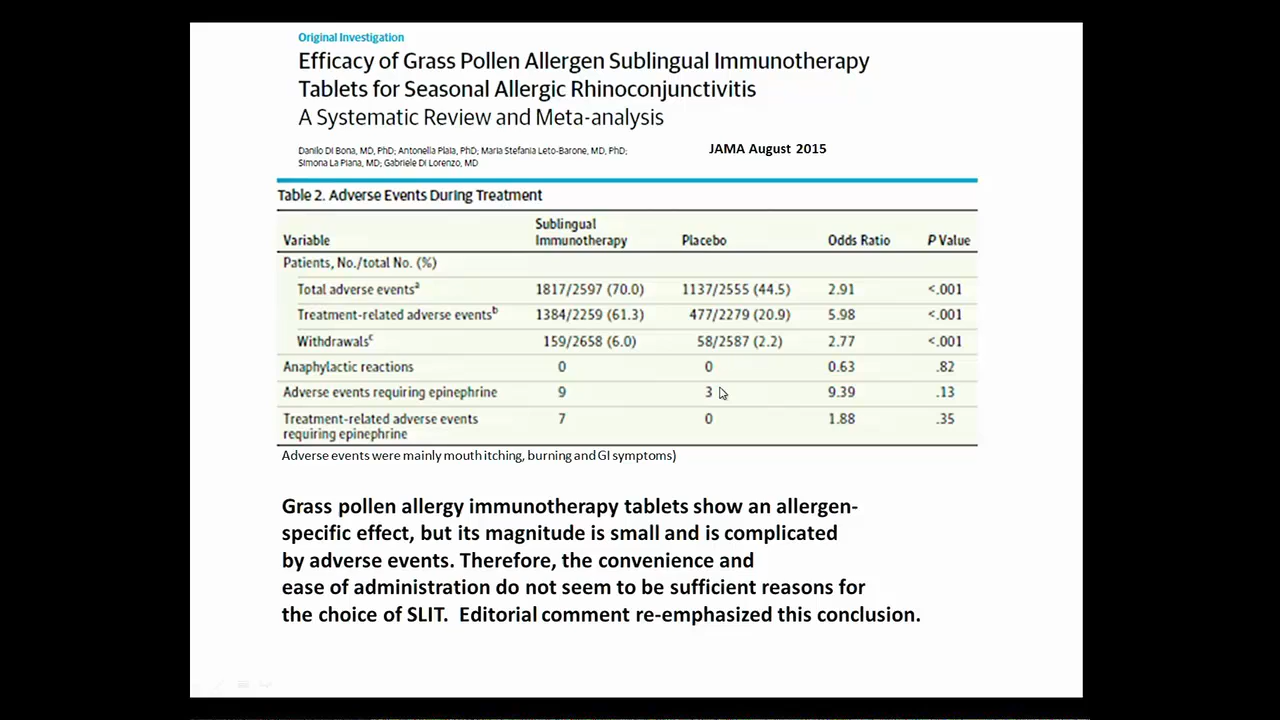 Original Investigation
Efficacy of Grass Pollen Allergen Sublingual Immunotherapy
Tablets for Seasonal Allergic Rhinoconjunctivitis
A Systematic Review and Meta-analysis
Danilo Di Bona, MD, PhD; Antonella Plaia, PhD; Maria Stefania Leto-Barone, MD, PhD;
Simona La Piana, MD; Gabriele Di Lorenzo, MD
JAMA August 2015
Table 2. Adverse Events During Treatment
Variable Sublingual Immunotherapy Placebo Odds Ratio P Value
Patients, No./total No. (%)
Total adverse eventsa 1817/2597 (70.0) 1137/2555 (44.5) 2.91 <.001
Treatment-related adverse eventsb 1384/2259 (61.3) 477/2279 (20.9) 5.98 <.001
Withdrawalsc 159/2658 (6.0) 58/2587 (2.2) 2.77 <.001
Anaphylactic reactions 0 0 0.63 .82
Adverse events requiring epinephrine 9 3 9.39 .13
Treatment-related adverse events requiring epinephrine 7 0 1.88 .35
Adverse events were mainly mouth itching, burning and GI symptoms)
Grass pollen allergy immunotherapy tablets show an allergen-
specific effect, but its magnitude is small and is complicated
by adverse events. Therefore, the convenience and
ease of administration do not seem to be sufficient reasons for
the choice of SLIT. Editorial comment re-emphasized this conclusion.